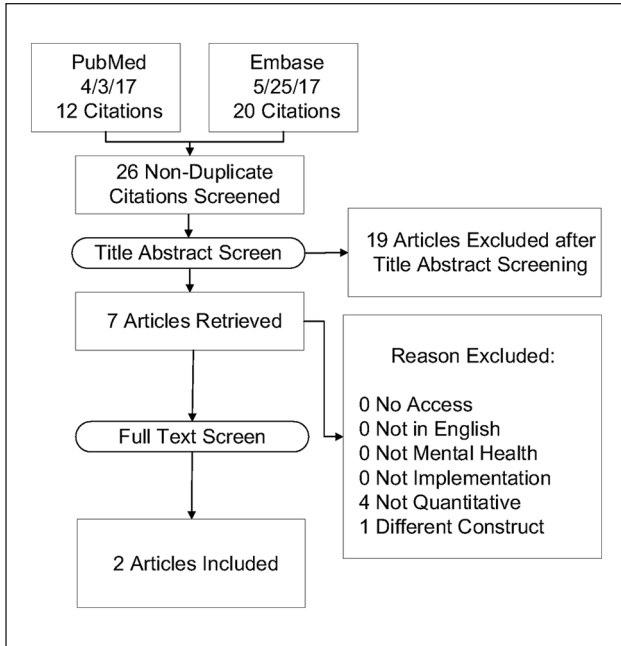 PubMed
4/3/17
12 Citations
Embase
5/25/17
20 Citations
26 Non-Duplicate
Citations Screened
Title Abstract Screen
19 Articles Excluded after
Title Abstract Screening
7 Articles Retrieved
Reason Excluded:
0 No Access
0 Not in English
0 Not Mental Health
0 Not Implementation
4 Not Quantitative
1 Different Construct
Full Text Screen
2 Articles Included